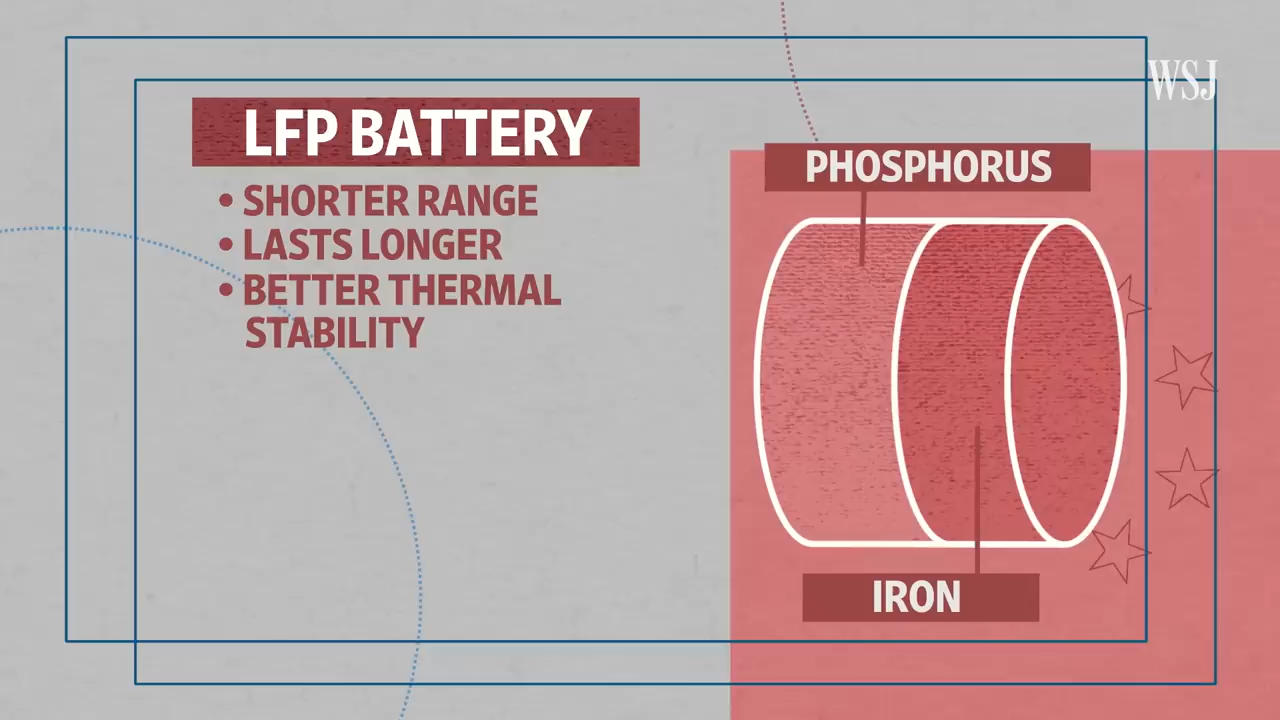 WSJ
LFP BATTERY
• SHORTER RANGE
• LASTS LONGER
• BETTER THERMAL
STABILITY
PHOSPHORUS
IRON